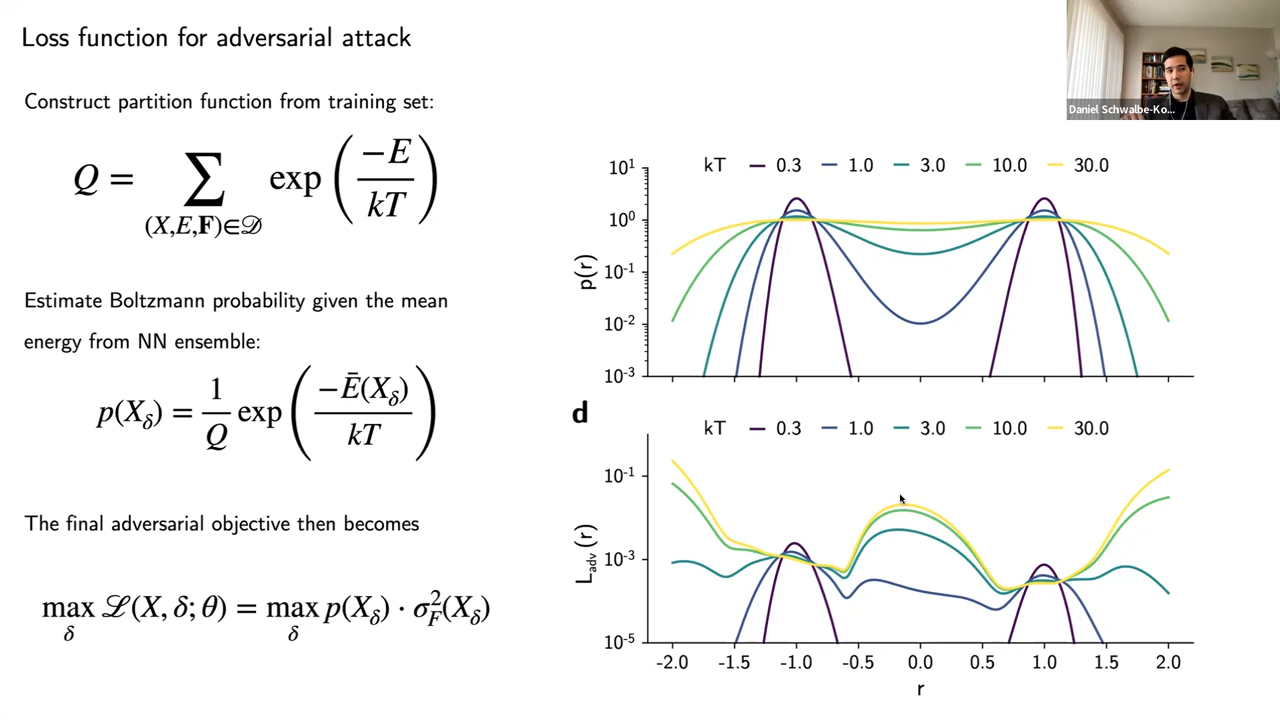 Loss function for adversarial attack
Daniel Schwalbe-Ko...
Construct partition function from training set:
Q = ∑ exp(−E / kT)
(X,E,F)∈𝒟
Estimate Boltzmann probability given the mean
energy from NN ensemble:
p(X_δ) = 1/Q exp(−Ē(X_δ) / kT)
The final adversarial objective then becomes
max_δ ℒ(X, δ; θ) = max_δ p(X_δ) · σ_F^2(X_δ)
kT 0.3 1.0 3.0 10.0 30.0
10^1
10^0
10^-1
10^-2
10^-3
p(r)
d
kT 0.3 1.0 3.0 10.0 30.0
10^-1
10^-3
10^-5
L_adv(r)
-2.0 -1.5 -1.0 -0.5 0.0 0.5 1.0 1.5 2.0
r